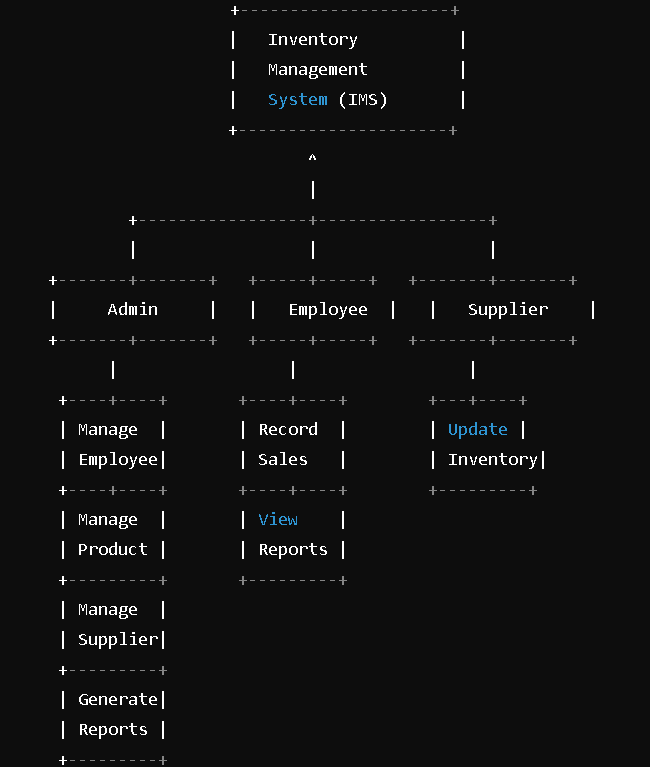 +---------------------+
|   Inventory          |
|   Management         |
|   System (IMS)       |
+----------------------+
^
|
+-----------------+-----------------+
|                 |                 |
+-------+-------+   +-----+-----+   +-------+-------+
|     Admin     |   |   Employee  |   |   Supplier    |
+-------+-------+   +-----+-----+   +-------+-------+
|                 |                 |
+----+----+       +----+----+        +---+----+
| Manage  |       | Record  |        | Update |
| Employee|       | Sales   |        | Inventory|
+----+----+       +----+----+        +---------+
| Manage  |       | View    |
| Product |       | Reports |
+---------+       +---------+
| Manage  |
| Supplier|
+---------+
| Generate|
| Reports |
+---------+